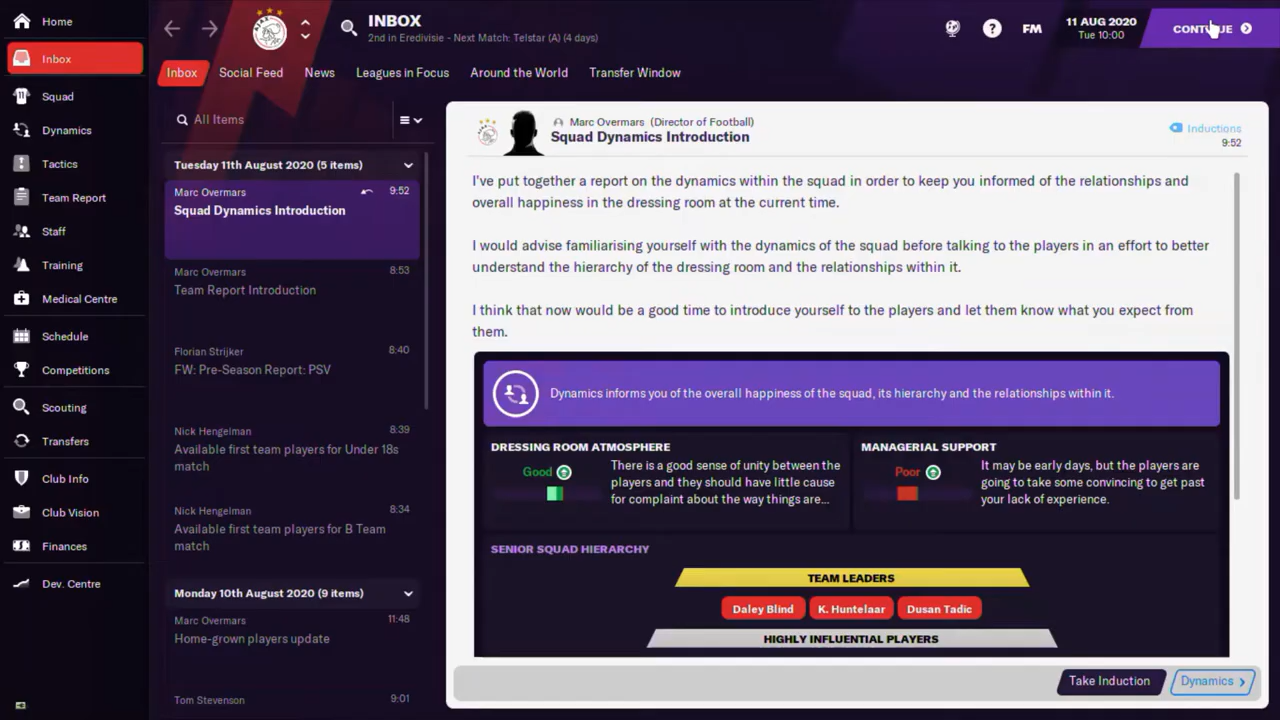 Home
Inbox
Squad
Dynamics
Tactics
Team Report
Staff
Training
Medical Centre
Schedule
Competitions
Scouting
Transfers
Club Info
Club Vision
Finances
Dev. Centre
INBOX
2nd in Eredivisie - Next Match: Telstar (A) (4 days)
FM
11 AUG 2020
Tue 10:00
CONTINUE
Inbox
Social Feed
News
Leagues in Focus
Around the World
Transfer Window
All Items
Tuesday 11th August 2020 (5 items)
Marc Overmars 9:52
Squad Dynamics Introduction
Marc Overmars 8:53
Team Report Introduction
Florian Strijker 8:40
FW: Pre-Season Report: PSV
Nick Hengelman 8:39
Available first team players for Under 18s
match
Nick Hengelman 8:34
Available first team players for B Team
match
Monday 10th August 2020 (9 items)
Marc Overmars 11:48
Home-grown players update
Tom Stevenson 9:01
Marc Overmars (Director of Football)
Squad Dynamics Introduction
Inductions
9:52
I've put together a report on the dynamics within the squad in order to keep you informed of the relationships and
overall happiness in the dressing room at the current time.
I would advise familiarising yourself with the dynamics of the squad before talking to the players in an effort to better
understand the hierarchy of the dressing room and the relationships within it.
I think that now would be a good time to introduce yourself to the players and let them know what you expect from
them.
Dynamics informs you of the overall happiness of the squad, its hierarchy and the relationships within it.
DRESSING ROOM ATMOSPHERE
Good
There is a good sense of unity between the
players and they should have little cause
for complaint about the way things are...
MANAGERIAL SUPPORT
Poor
It may be early days, but the players are
going to take some convincing to get past
your lack of experience.
SENIOR SQUAD HIERARCHY
TEAM LEADERS
Daley Blind
K. Huntelaar
Dusan Tadic
HIGHLY INFLUENTIAL PLAYERS
Take Induction
Dynamics